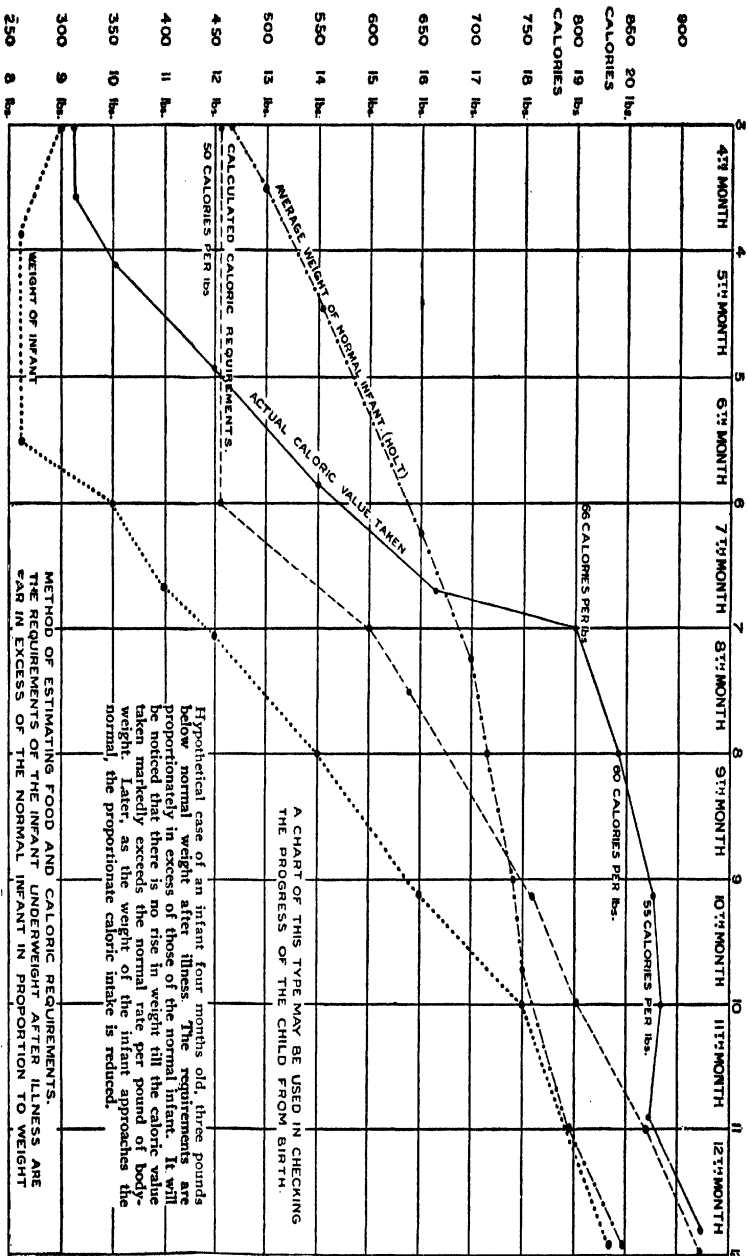 3 4 5 6 7 8 9 10 11
4TH MONTH 5TH MONTH 6TH MONTH 7TH MONTH 8TH MONTH 9TH MONTH 10TH MONTH 11TH MONTH 12TH MONTH
900
850 20 lbs.
CALORIES
800 19 lbs.
CALORIES
750 18 lbs.
700 17 lbs.
650 16 lbs.
600 15 lbs.
550 14 lbs.
500 13 lbs.
450 12 lbs.
400 11 lbs.
350 10 lbs.
300 9 lbs.
250 8 lbs.
55 CALORIES PER lbs.
60 CALORIES PER lbs.
66 CALORIES PER lbs
AVERAGE WEIGHT OF NORMAL INFANT. (HOLT)
ACTUAL CALORIC VALUE TAKEN
CALCULATED CALORIC REQUIREMENTS.
50 CALORIES PER lbs
WEIGHT OF INFANT
A CHART OF THIS TYPE MAY BE USED IN CHECKING
THE PROGRESS OF THE CHILD FROM BIRTH.
Hypothetical case of an infant four months old, three pounds
below normal weight after illness. The requirements are
proportionately in excess of those of the normal infant. It will
be noticed that there is no rise in weight till the caloric value
taken markedly exceeds the normal rate per pound of body-
weight. Later, as the weight of the infant approaches the
normal, the proportionate caloric intake is reduced.
METHOD OF ESTIMATING FOOD AND CALORIC REQUIREMENTS.
THE REQUIREMENTS OF THE INFANT UNDERWEIGHT AFTER ILLNESS ARE
FAR IN EXCESS OF THE NORMAL INFANT IN PROPORTION TO WEIGHT